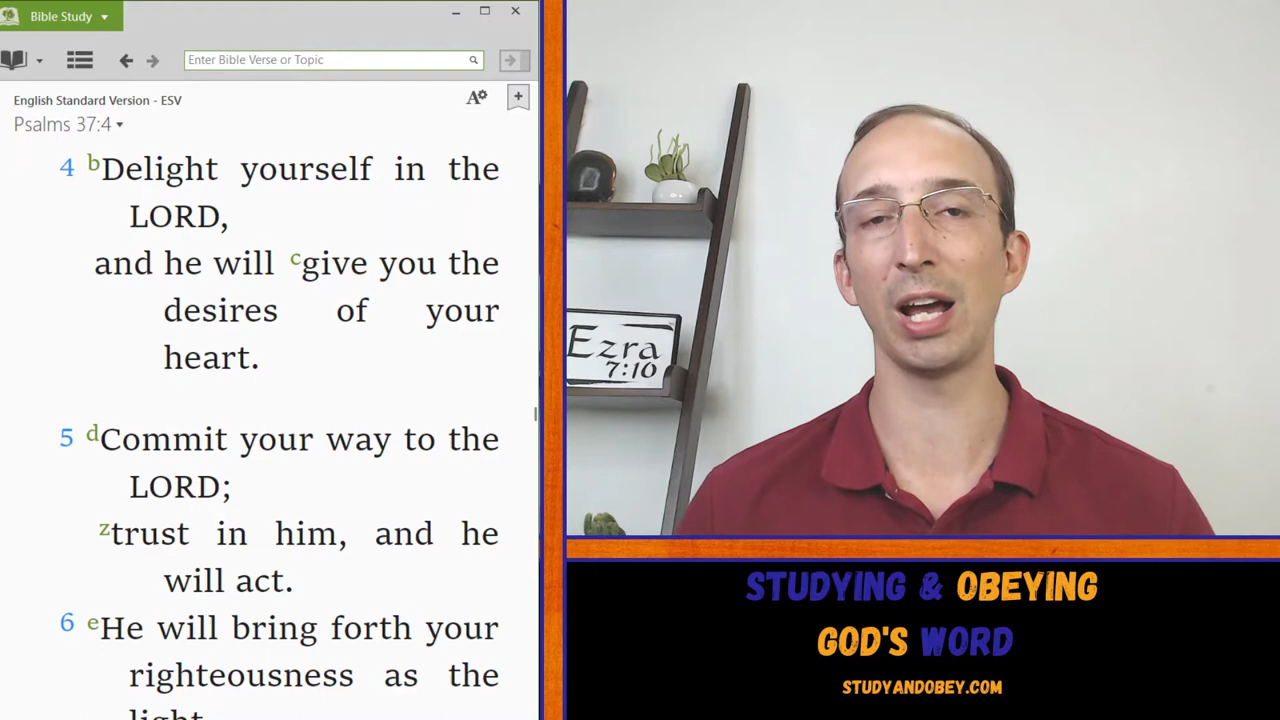 Bible Study
Enter Bible Verse or Topic
English Standard Version - ESV
Psalms 37:4
4 bDelight yourself in the
LORD,
and he will cgive you the
desires of your
heart.
5 dCommit your way to the
LORD;
ztrust in him, and he
will act.
6 eHe will bring forth your
righteousness as the
light,
Ezra
7:10
STUDYING & OBEYING
GOD'S WORD
STUDYANDOBEY.COM